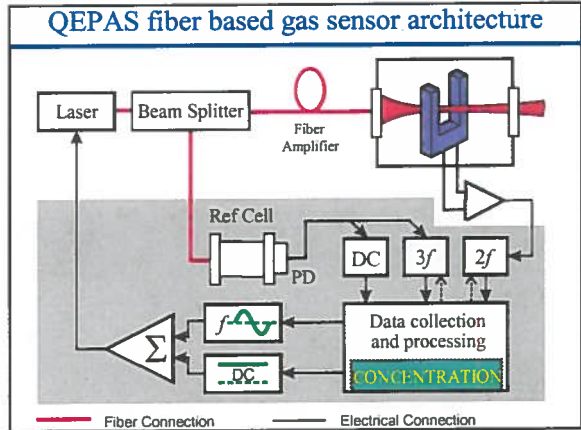 QEPAS fiber based gas sensor architecture
Laser
Beam Splitter
Fiber
Amplifier
Ref Cell
PD
DC
3f
2f
f
Data collection
and processing
Σ
DC
CONCENTRATION
Fiber Connection
Electrical Connection